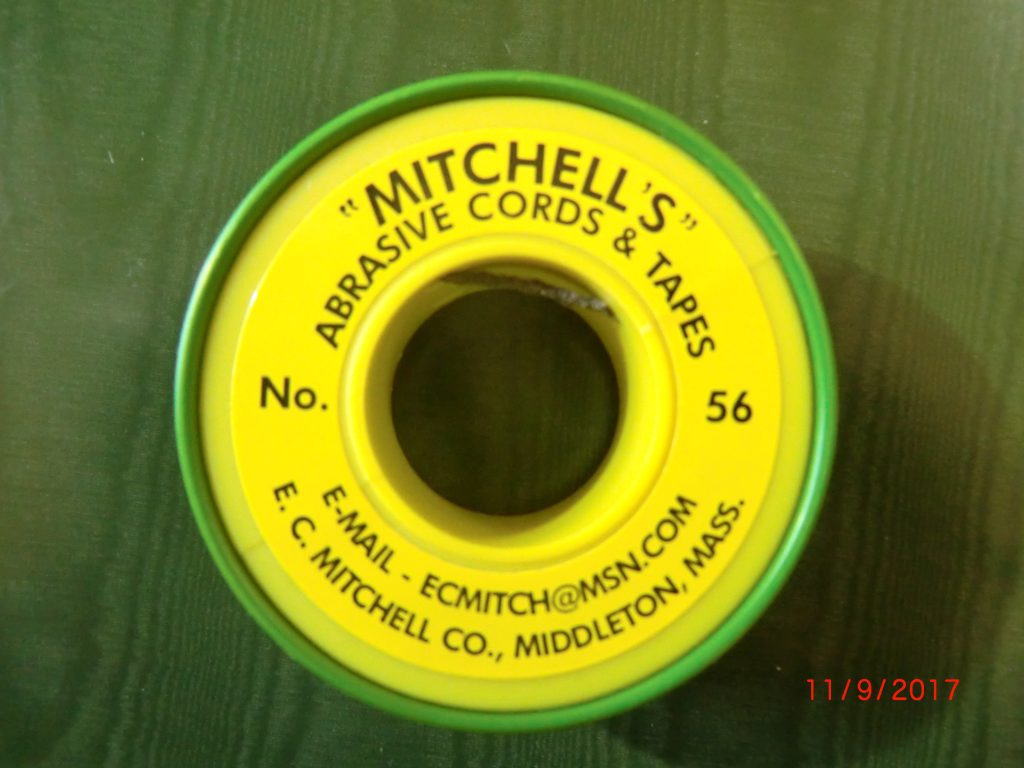 "MITCHELL'S"
ABRASIVE CORDS & TAPES
No. 56
E-MAIL - ECMITCH@MSN.COM
E. C. MITCHELL CO., MIDDLETON, MASS.
11/9/2017